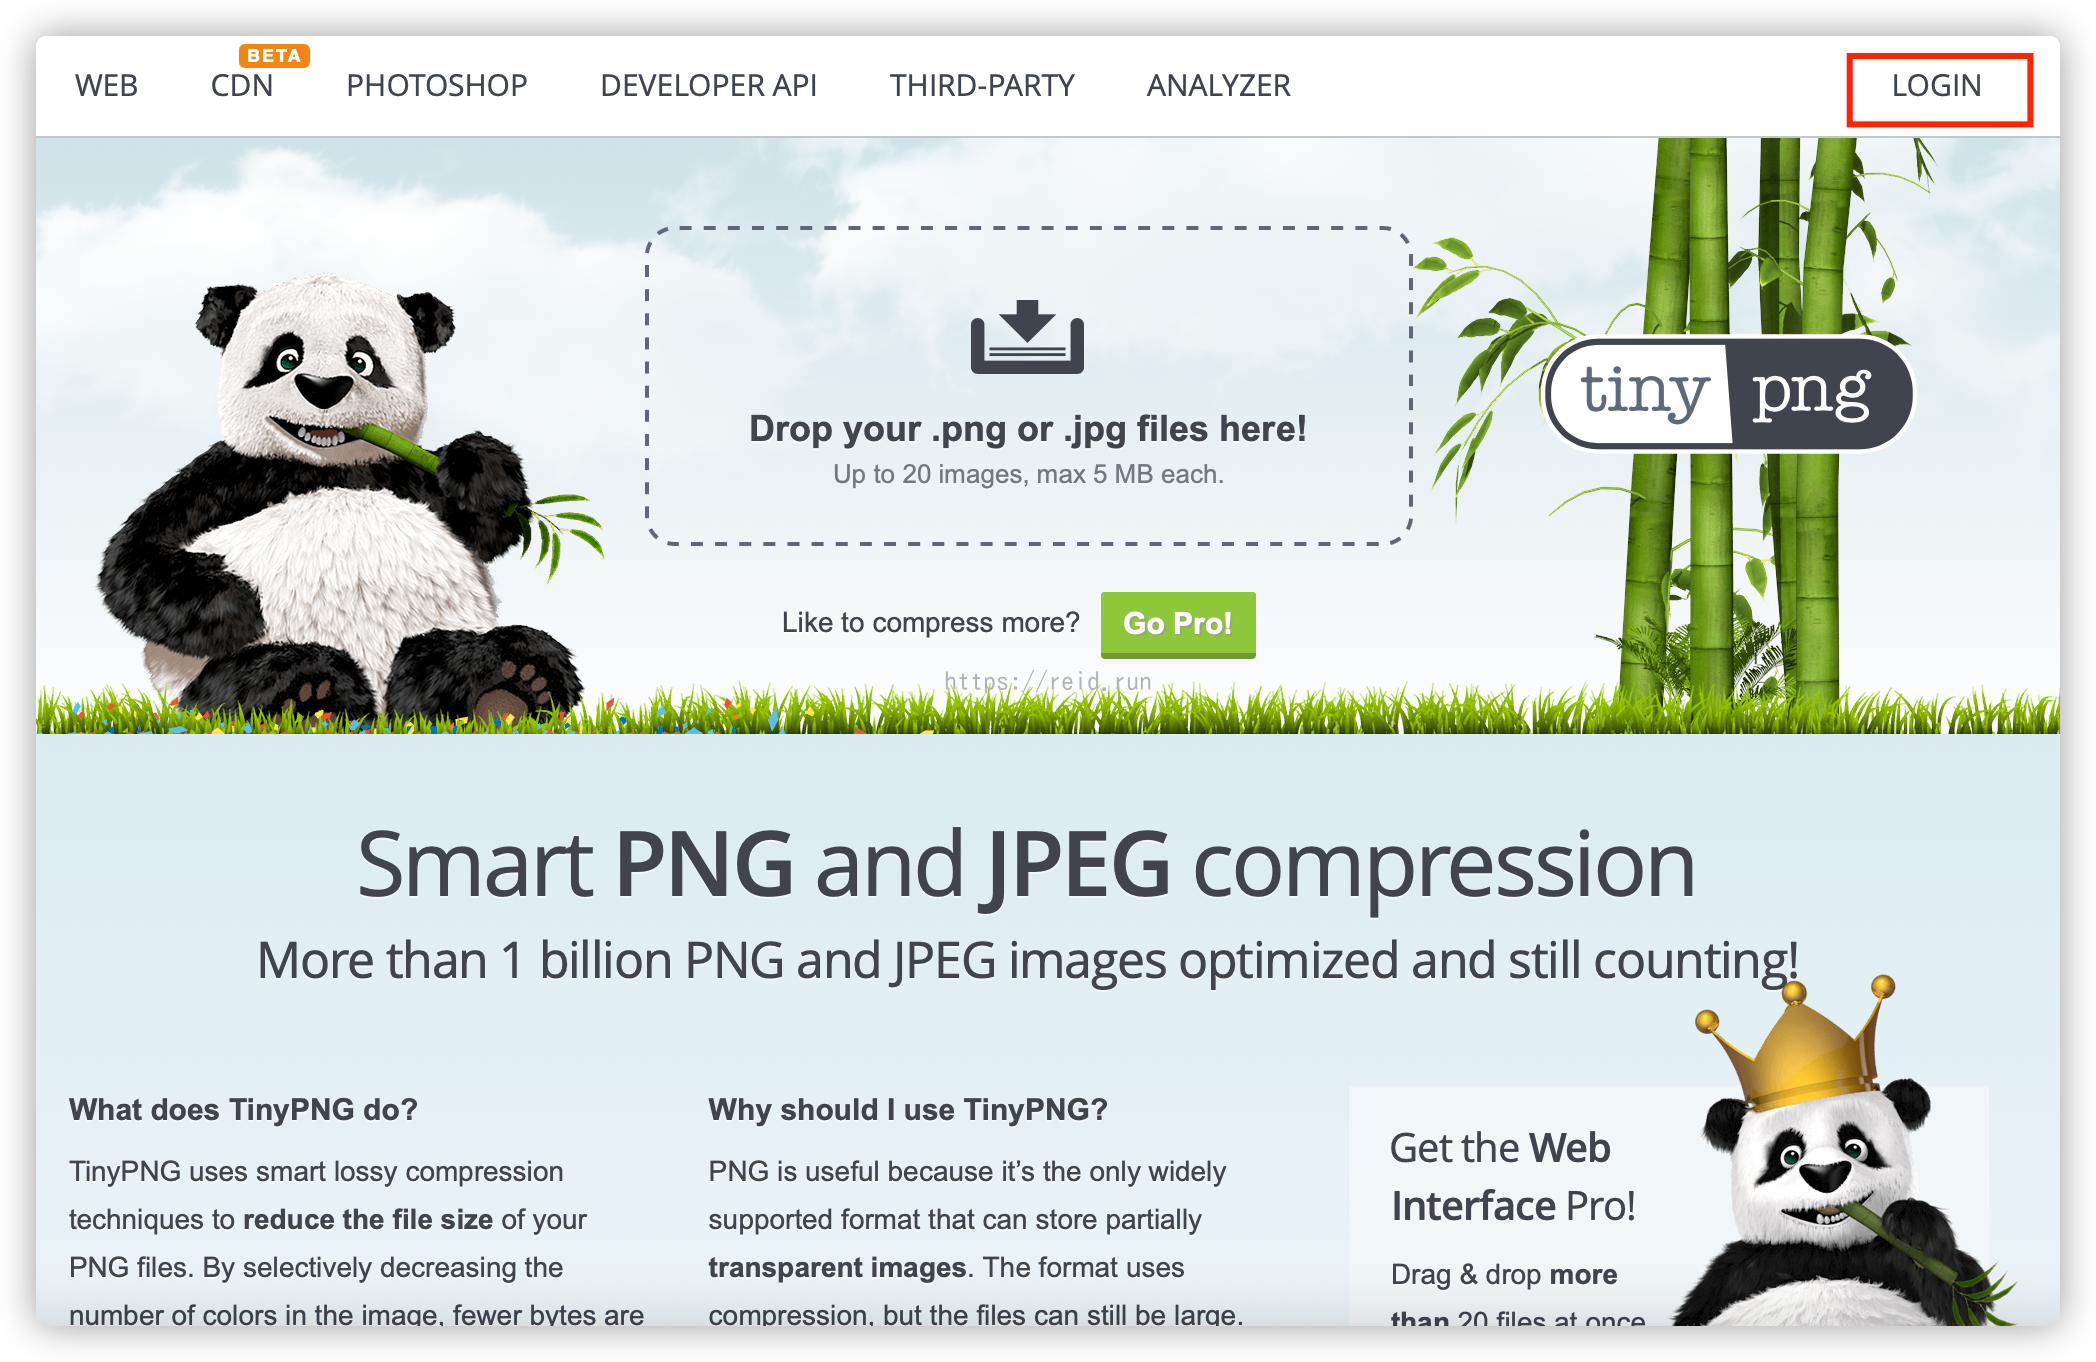 BETA
WEB CDN PHOTOSHOP DEVELOPER API THIRD-PARTY ANALYZER LOGIN
Drop your .png or .jpg files here!
Up to 20 images, max 5 MB each.
tiny png
Like to compress more? Go Pro!
https://reid.run
Smart PNG and JPEG compression
More than 1 billion PNG and JPEG images optimized and still counting!
What does TinyPNG do?
TinyPNG uses smart lossy compression
techniques to reduce the file size of your
PNG files. By selectively decreasing the
number of colors in the image, fewer bytes are
Why should I use TinyPNG?
PNG is useful because it’s the only widely
supported format that can store partially
transparent images. The format uses
compression, but the files can still be large.
Get the Web
Interface Pro!
Drag & drop more
than 20 files at once